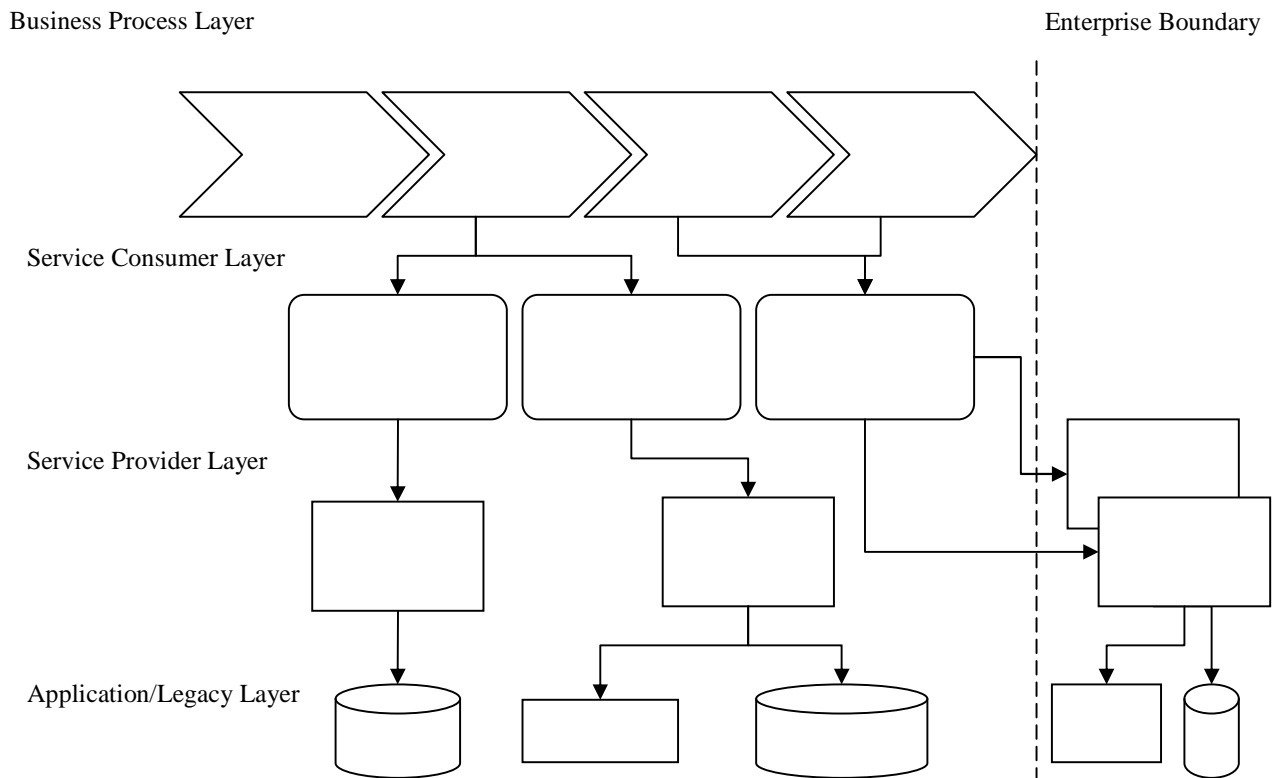 Business Process Layer
Enterprise Boundary
Service Consumer Layer
Service Provider Layer
Application/Legacy Layer